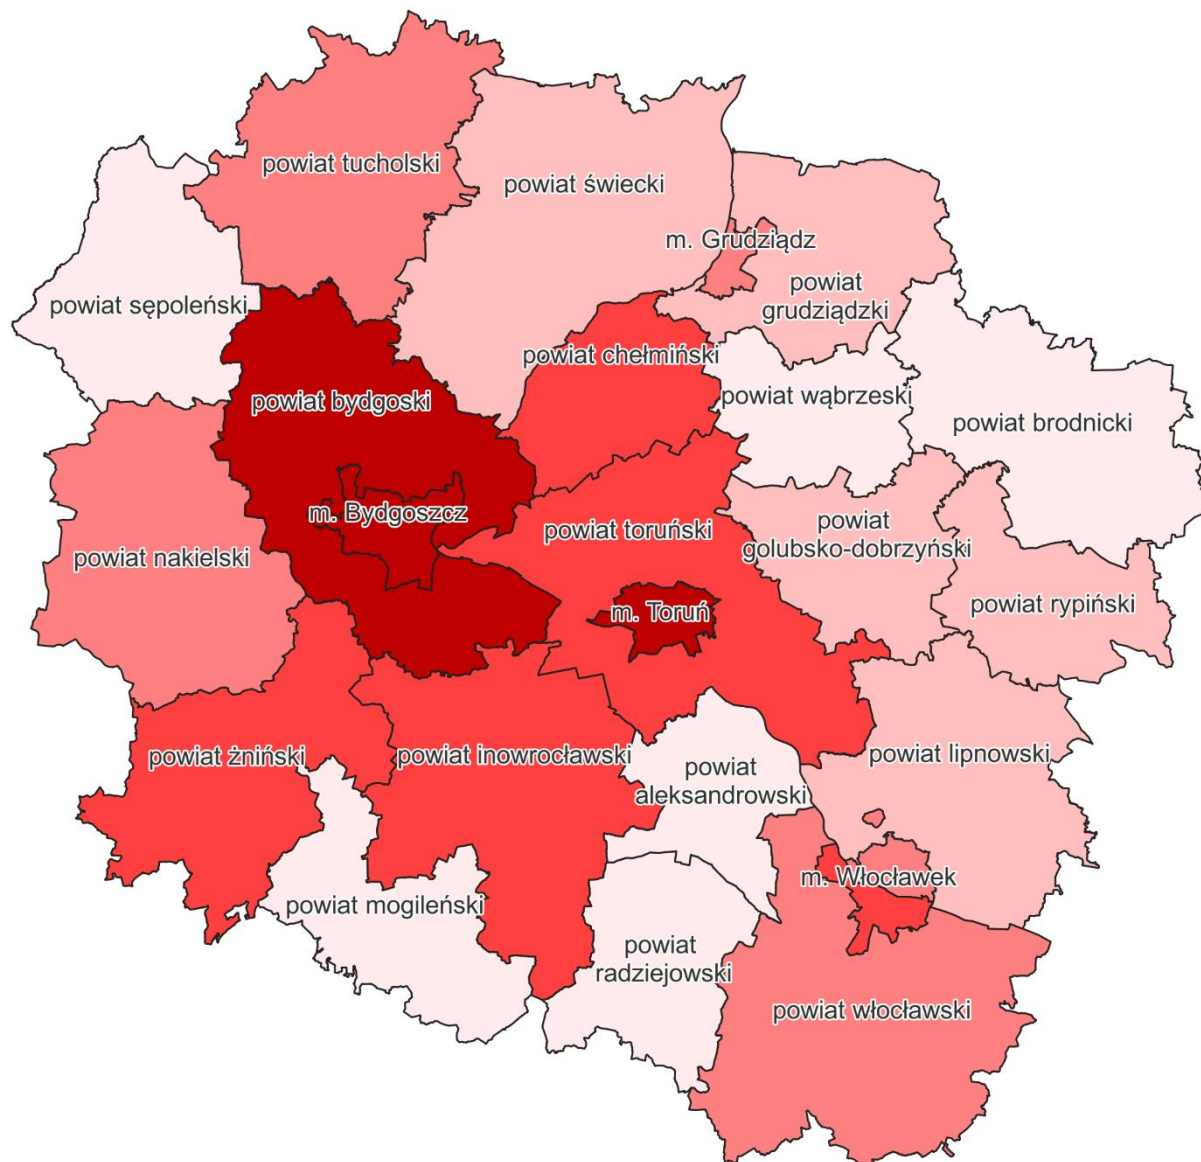 powiat tucholski
powiat świecki
m. Grudziądz
powiat
grudziądzki
powiat sępoleński
powiat chełmiński
powiat wąbrzeski
powiat brodnicki
powiat bydgoski
m. Bydgoszcz
powiat toruński
powiat
golubsko-dobrzyński
powiat nakielski
powiat rypiński
m. Toruń
powiat żniński
powiat inowrocławski
powiat
aleksandrowski
powiat lipnowski
m. Włocławek
powiat mogileński
powiat
radziejowski
powiat włocławski